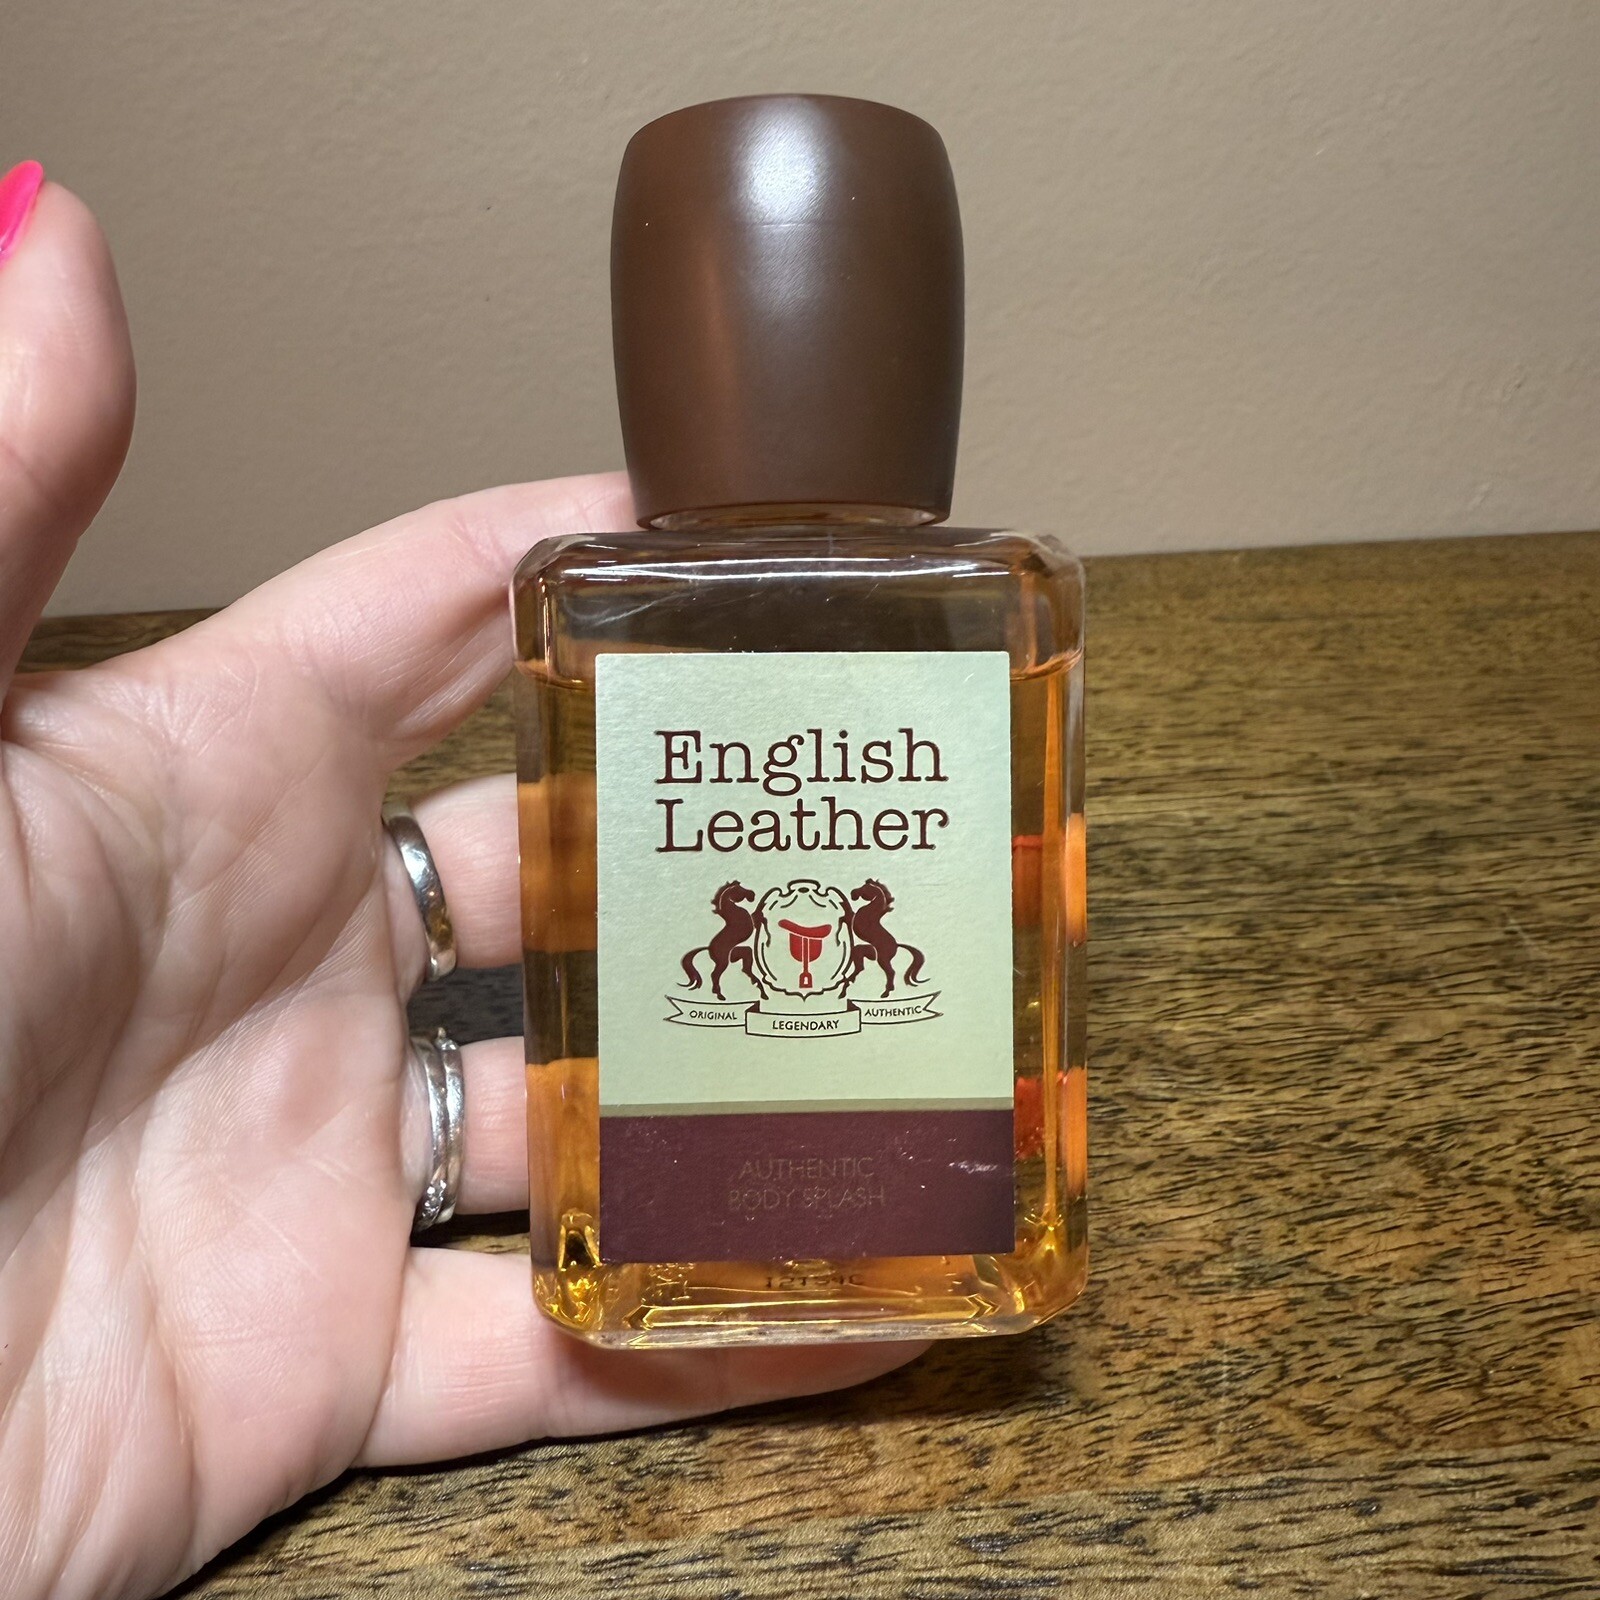 English
Leather
ORIGINAL LEGENDARY AUTHENTIC
AUTHENTIC
BODY SPLASH